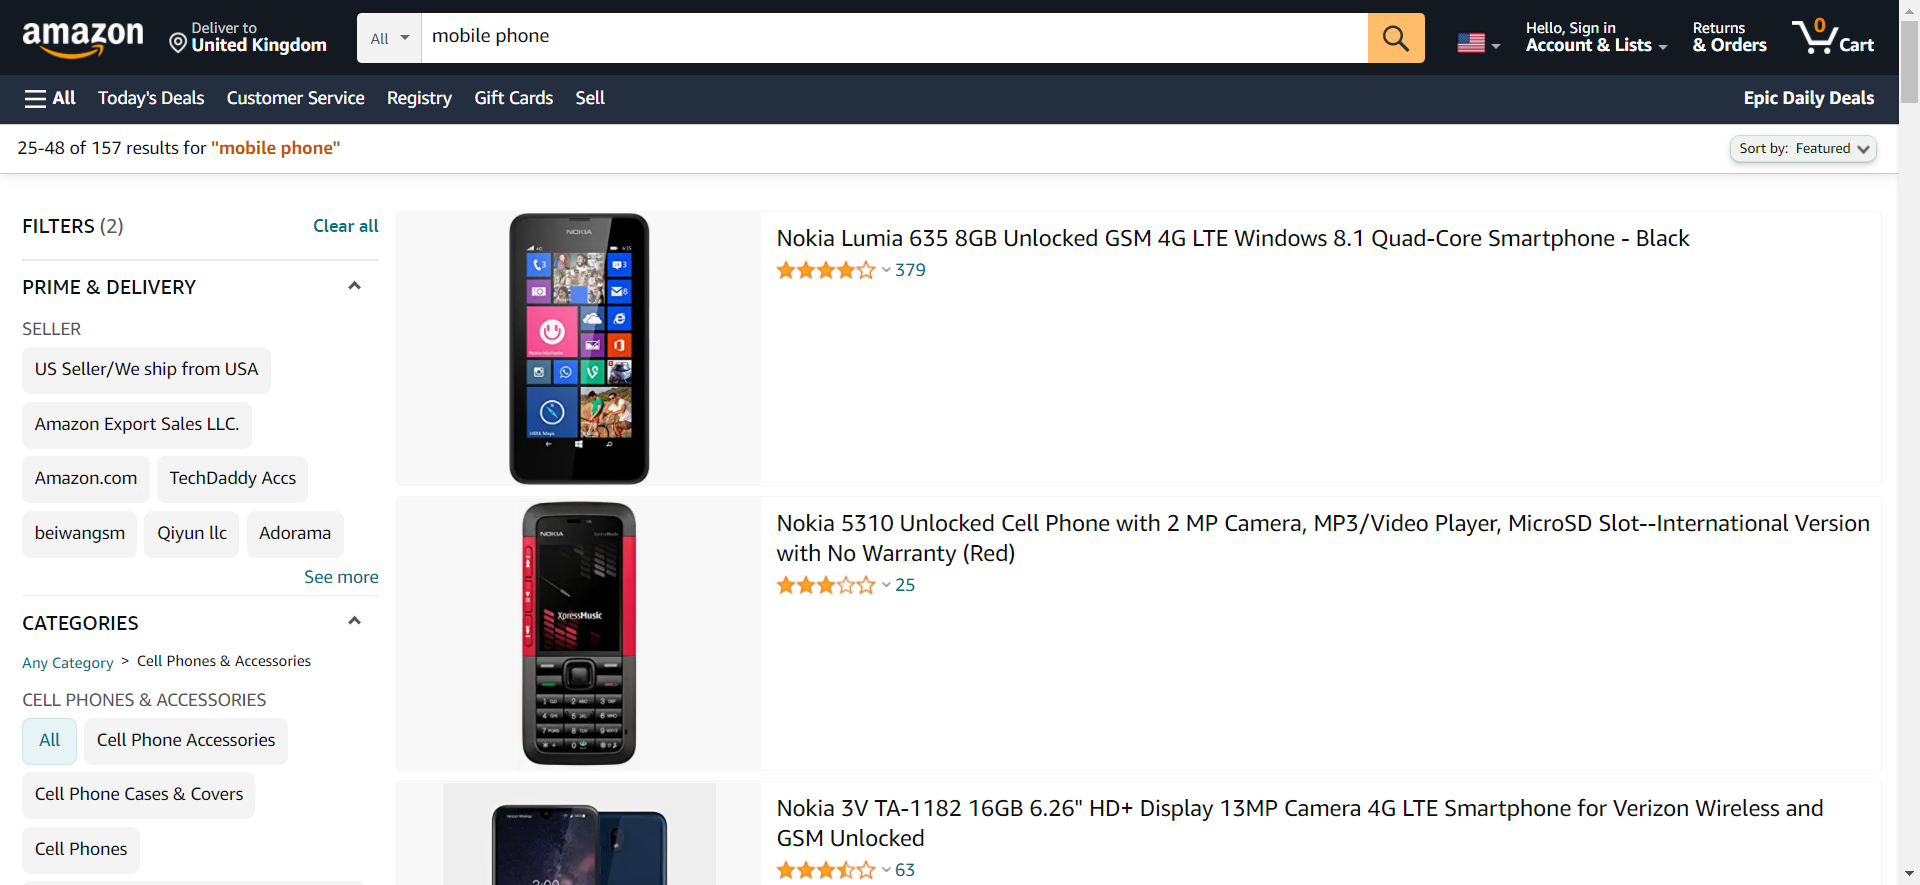 amazon
Deliver to
United Kingdom
All
mobile phone
Hello, Sign in
Account & Lists
Returns
& Orders
0
Cart
All
Today's Deals
Customer Service
Registry
Gift Cards
Sell
Epic Daily Deals
25-48 of 157 results for "mobile phone"
Sort by: Featured
FILTERS (2)
Clear all
PRIME & DELIVERY
SELLER
US Seller/We ship from USA
Amazon Export Sales LLC.
Amazon.com
TechDaddy Accs
beiwangsm
Qiyun llc
Adorama
See more
CATEGORIES
Any Category > Cell Phones & Accessories
CELL PHONES & ACCESSORIES
All
Cell Phone Accessories
Cell Phone Cases & Covers
Cell Phones
NOKIA
Nokia Lumia 635 8GB Unlocked GSM 4G LTE Windows 8.1 Quad-Core Smartphone - Black
379
NOKIA
XpressMusic
Nokia 5310 Unlocked Cell Phone with 2 MP Camera, MP3/Video Player, MicroSD Slot--International Version
with No Warranty (Red)
25
Nokia 3V TA-1182 16GB 6.26" HD+ Display 13MP Camera 4G LTE Smartphone for Verizon Wireless and
GSM Unlocked
63